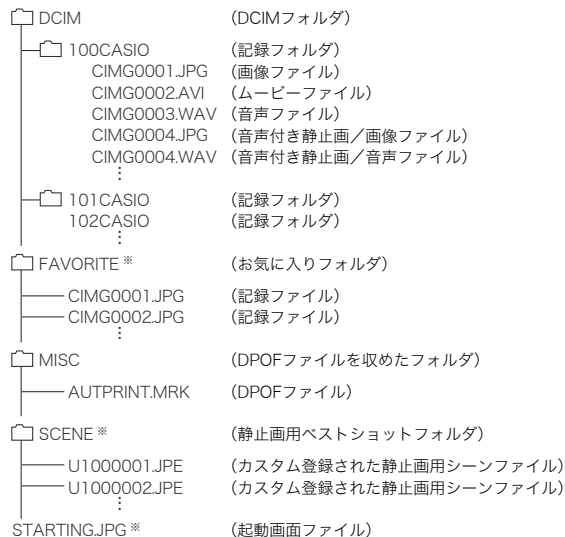 DCIM (DCIMフォルダ)
100CASIO (記録フォルダ)
CIMG0001.JPG (画像ファイル)
CIMG0002.AVI (ムービーファイル)
CIMG0003.WAV (音声ファイル)
CIMG0004.JPG (音声付き静止画／画像ファイル)
CIMG0004.WAV (音声付き静止画／音声ファイル)
⋮
101CASIO (記録フォルダ)
102CASIO (記録フォルダ)
⋮
FAVORITE※ (お気に入りフォルダ)
CIMG0001.JPG (記録ファイル)
CIMG0002.JPG (記録ファイル)
⋮
MISC (DPOFファイルを収めたフォルダ)
AUTPRINT.MRK (DPOFファイル)
SCENE※ (静止画用ベストショットフォルダ)
U1000001.JPE (カスタム登録された静止画用シーンファイル)
U1000002.JPE (カスタム登録された静止画用シーンファイル)
⋮
STARTING.JPG※ (起動画面ファイル)